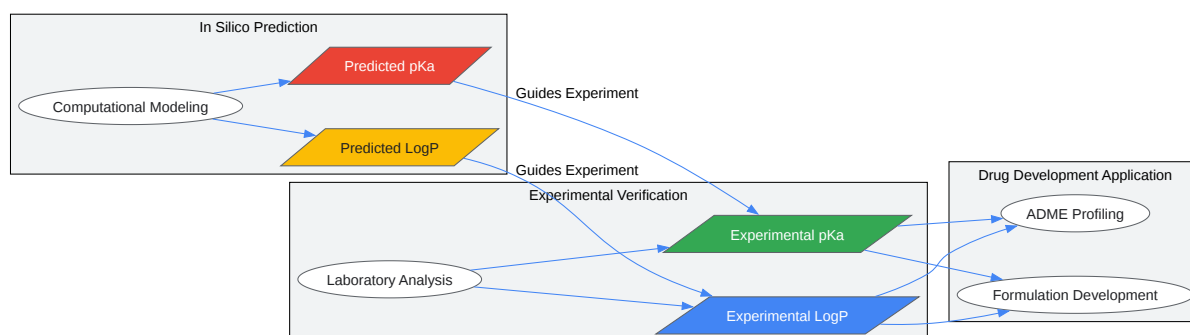 In Silico Prediction
Predicted pKa
Computational Modeling
Predicted LogP
Guides Experiment
Guides Experiment
Experimental Verification
Experimental pKa
Laboratory Analysis
Experimental LogP
Drug Development Application
ADME Profiling
Formulation Development